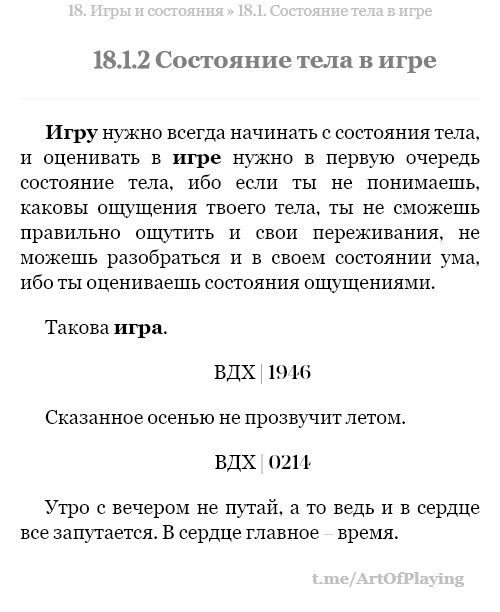 18. Игры и состояния » 18.1. Состояние тела в игре
18.1.2 Состояние тела в игре
Игру нужно всегда начинать с состояния тела,
и оценивать в игре нужно в первую очередь
состояние тела, ибо если ты не понимаешь,
каковы ощущения твоего тела, ты не сможешь
правильно ощутить и свои переживания, не
можешь разобраться и в своем состоянии ума,
ибо ты оцениваешь состояния ощущениями.
Такова игра.
ВДХ | 1946
Сказанное осенью не прозвучит летом.
ВДХ | 0214
Утро с вечером не путай, а то ведь и в сердце
все запутается. В сердце главное – время.
t.me/ArtOfPlaying